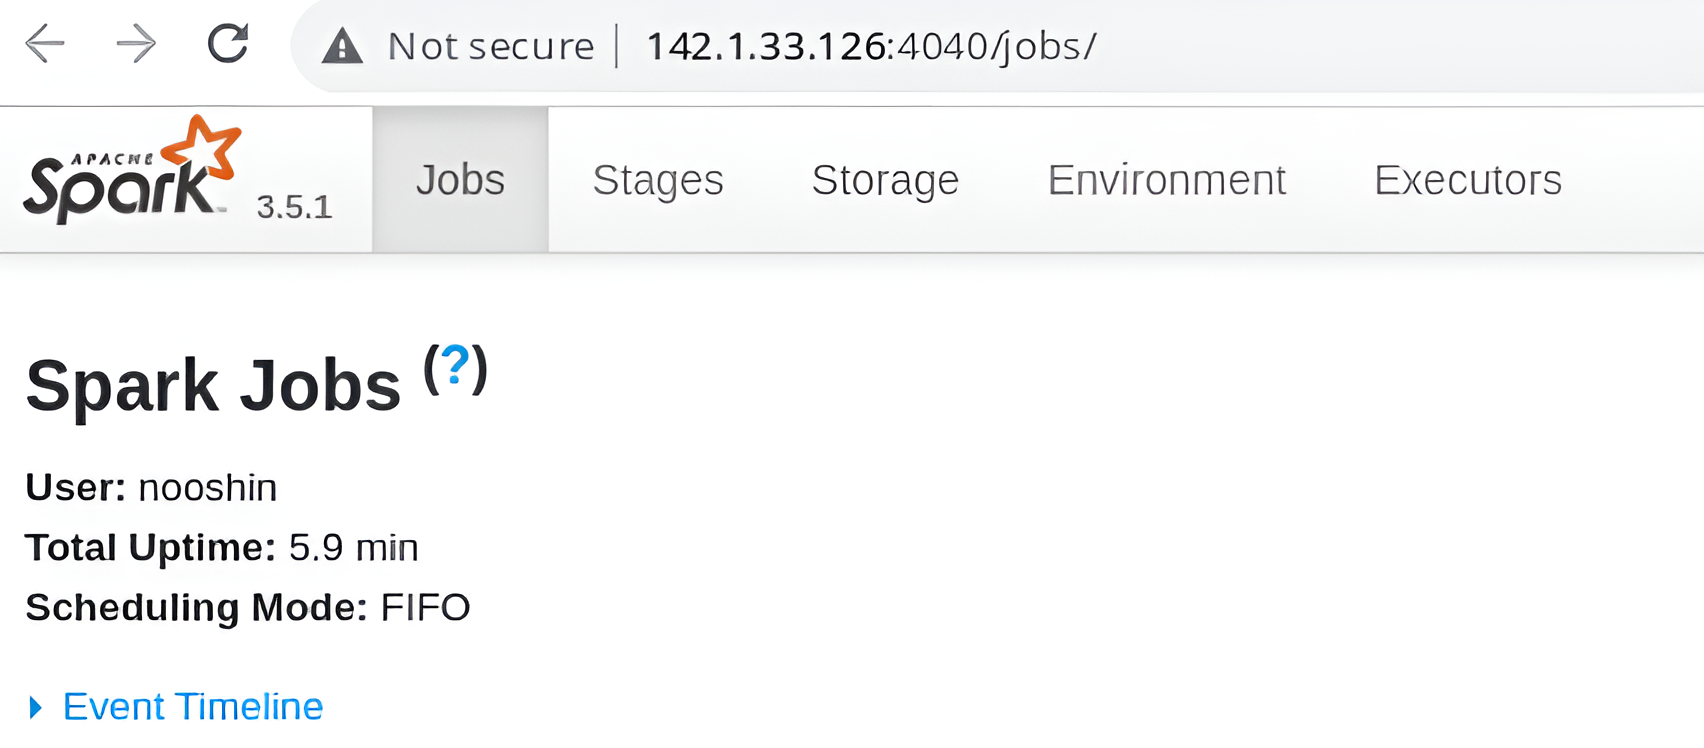 Not secure | 142.1.33.126:4040/jobs/
APACHE
Spark 3.5.1 Jobs Stages Storage Environment Executors
Spark Jobs (?)
User: nooshin
Total Uptime: 5.9 min
Scheduling Mode: FIFO
Event Timeline